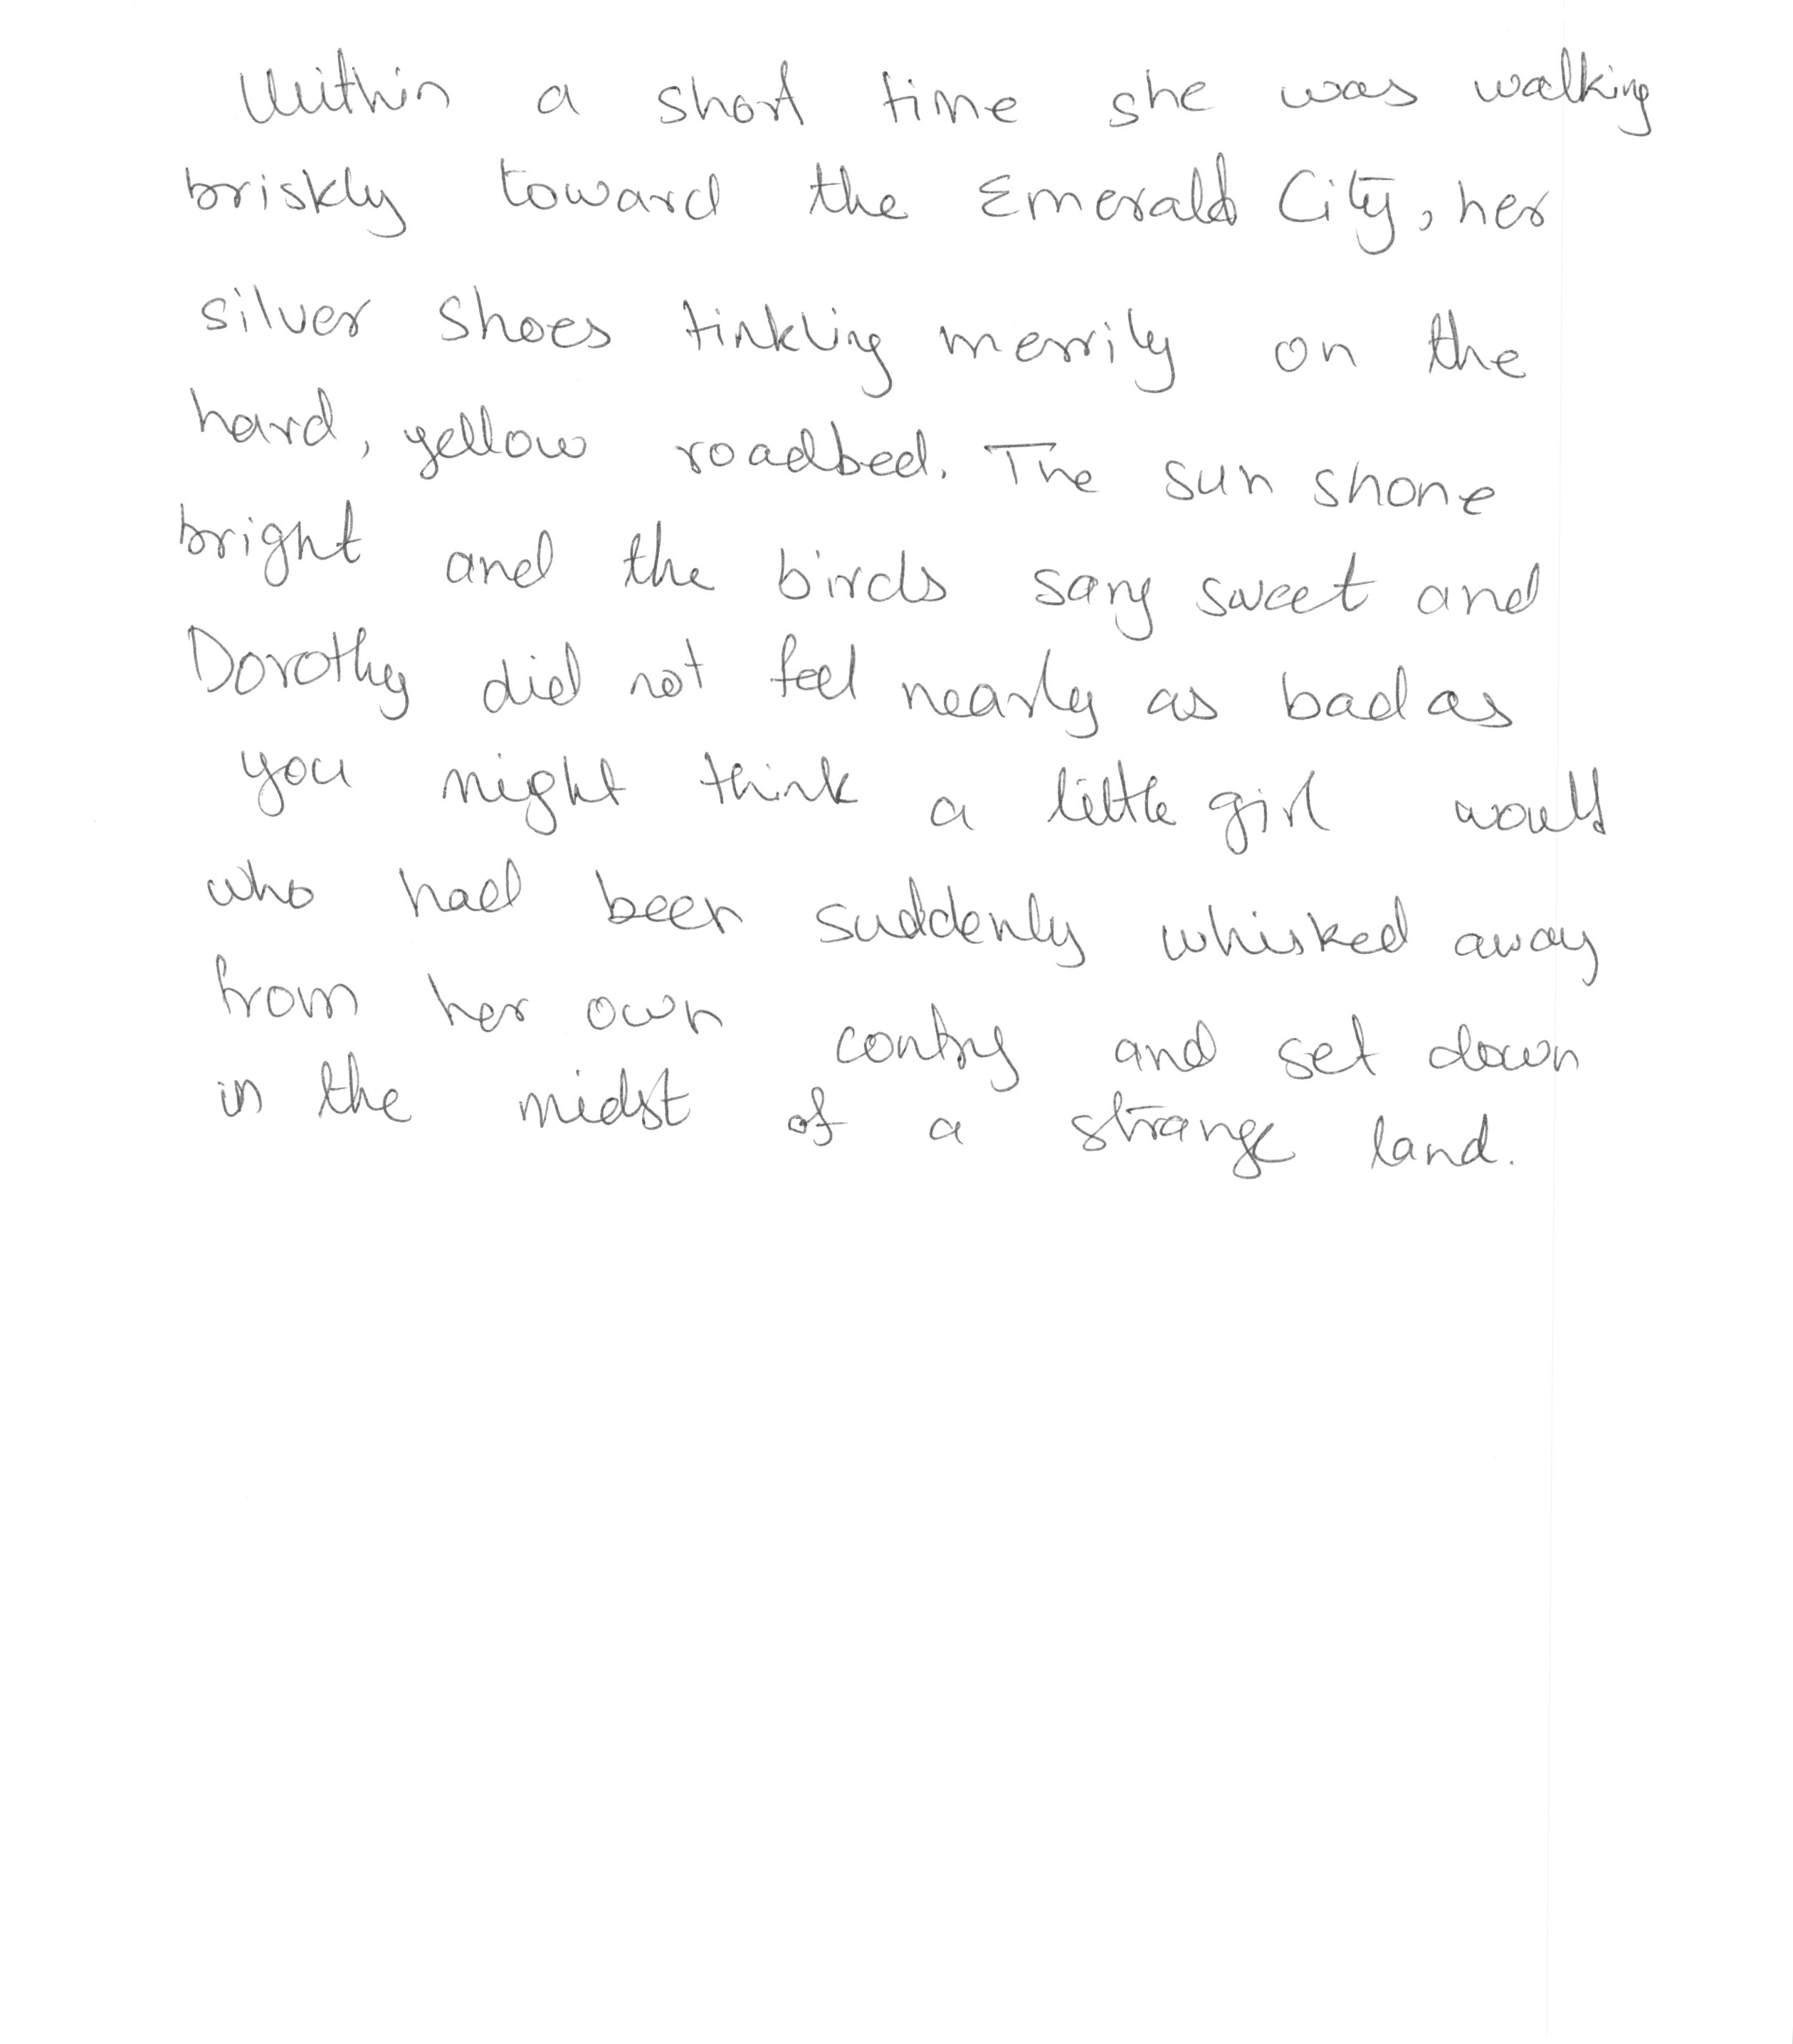 Within a short time she was walking
briskly toward the Emerald City, her
silver shoes tinkling merrily on the
hard, yellow roadbed. The sun shone
bright and the birds sang sweet and
Dorothy did not feel nearly as bad as
you might think a little girl would
who had been suddenly whisked away
from her own contry and set down
in the midst of a strange land.